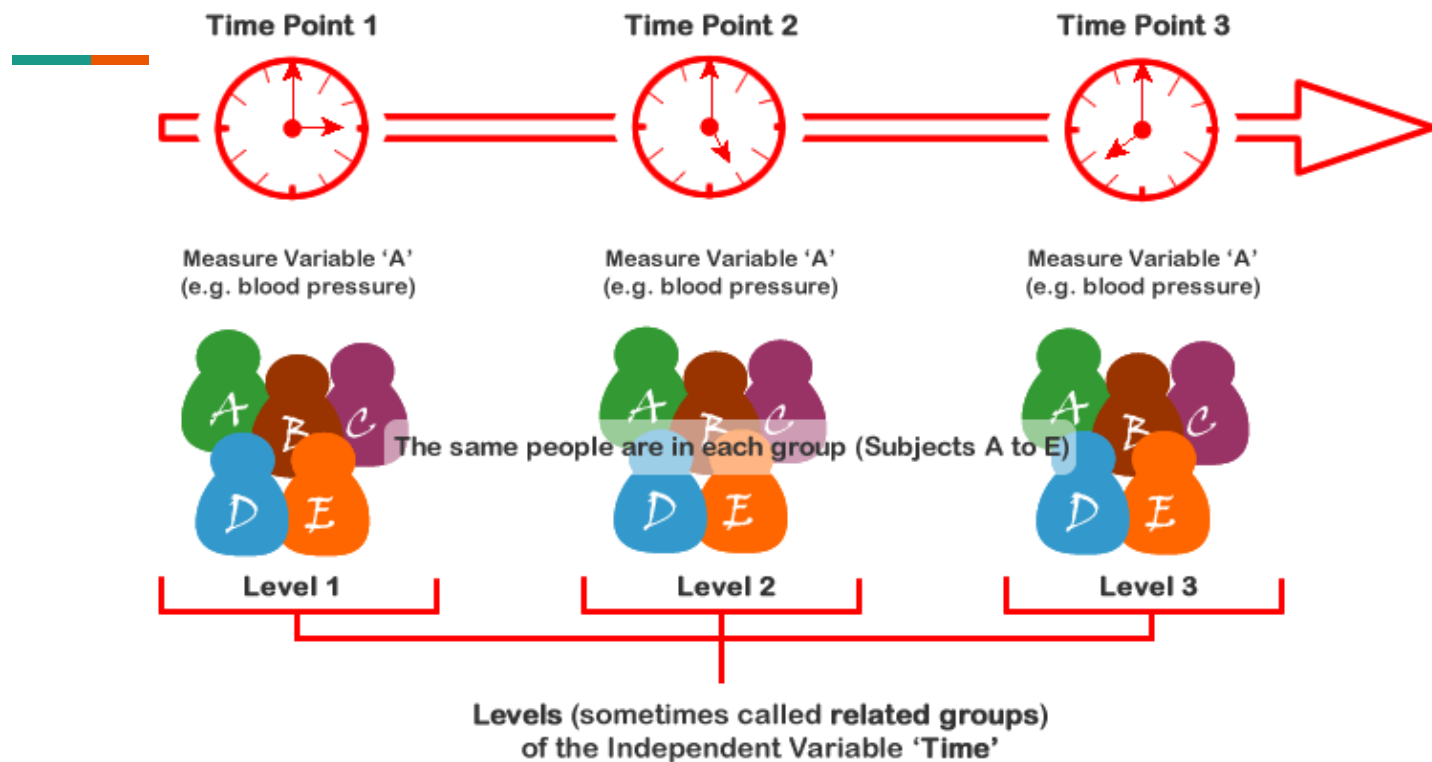 Time Point 1
Time Point 2
Time Point 3
Measure Variable ‘A’
(e.g. blood pressure)
Measure Variable ‘A’
(e.g. blood pressure)
Measure Variable ‘A’
(e.g. blood pressure)
A
B
C
D
E
A
B
C
D
E
A
B
C
D
E
The same people are in each group (Subjects A to E)
Level 1
Level 2
Level 3
Levels (sometimes called related groups)
of the Independent Variable ‘Time’